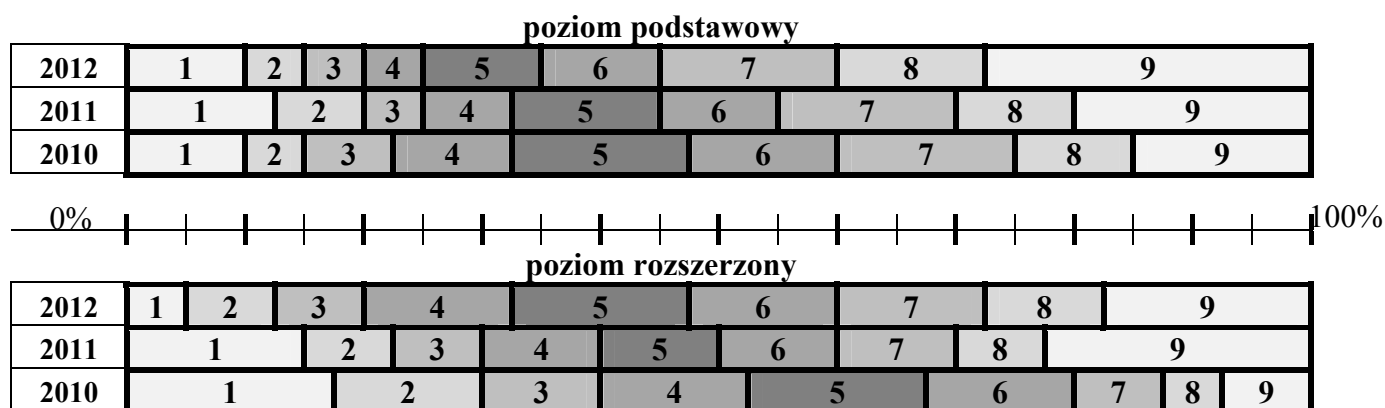 poziom podstawowy
2012 1 2 3 4 5 6 7 8 9
2011 1 2 3 4 5 6 7 8 9
2010 1 2 3 4 5 6 7 8 9
0% 100%
poziom rozszerzony
2012 1 2 3 4 5 6 7 8 9
2011 1 2 3 4 5 6 7 8 9
2010 1 2 3 4 5 6 7 8 9